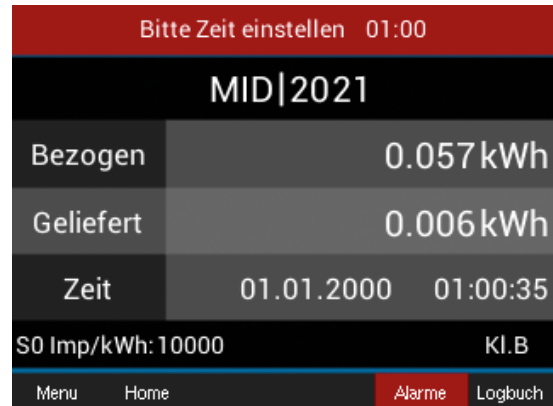 Bitte Zeit einstellen 01:00
MID|2021
Bezogen 0.057 kWh
Geliefert 0.006 kWh
Zeit 01.01.2000 01:00:35
S0 Imp/kWh: 10000 Kl.B
Menu Home Alarme Logbuch